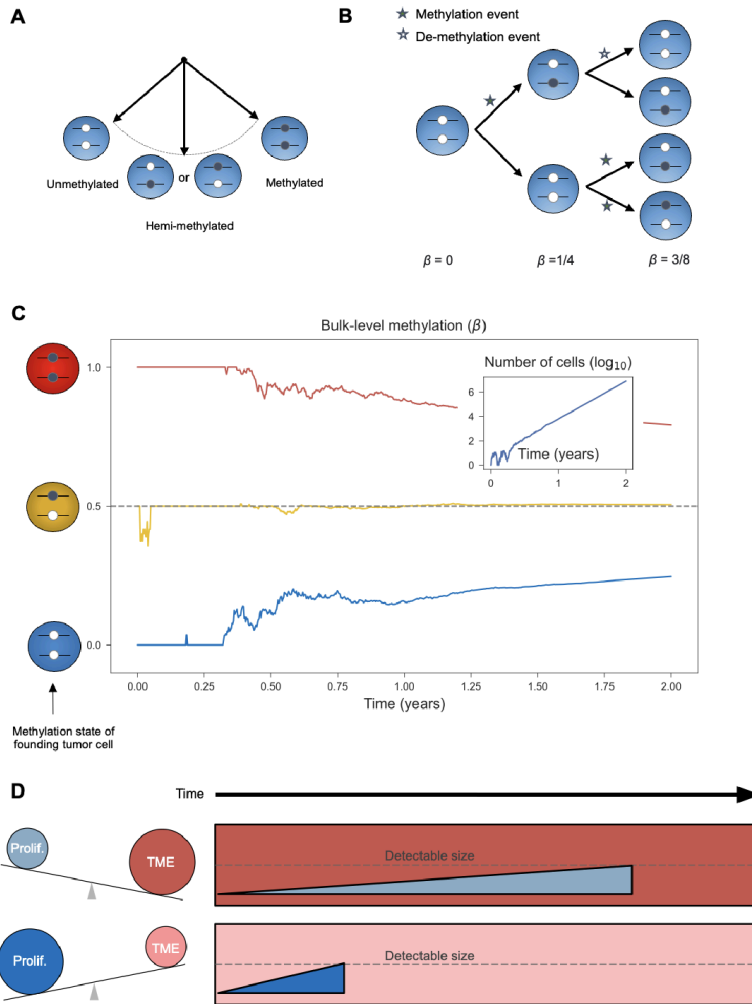 A
Unmethylated
or
Methylated
Hemi-methylated
B
Methylation event
De-methylation event
β = 0
β =1/4
β = 3/8
C
Bulk-level methylation (β)
1.0
0.5
0.0
Number of cells (log10)
6
4
2
0
Time (years)
0
1
2
0.00
0.25
0.50
0.75
1.00
1.25
1.50
1.75
2.00
Time (years)
Methylation state of
founding tumor cell
D
Time
Prolif.
TME
Detectable size
Prolif.
TME
Detectable size